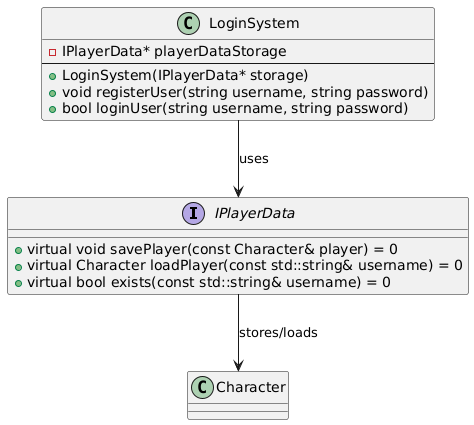 C LoginSystem
IPlayerData* playerDataStorage
LoginSystem(IPlayerData* storage)
void registerUser(string username, string password)
bool loginUser(string username, string password)
uses
I IPlayerData
virtual void savePlayer(const Character& player) = 0
virtual Character loadPlayer(const std::string& username) = 0
virtual bool exists(const std::string& username) = 0
stores/loads
C Character